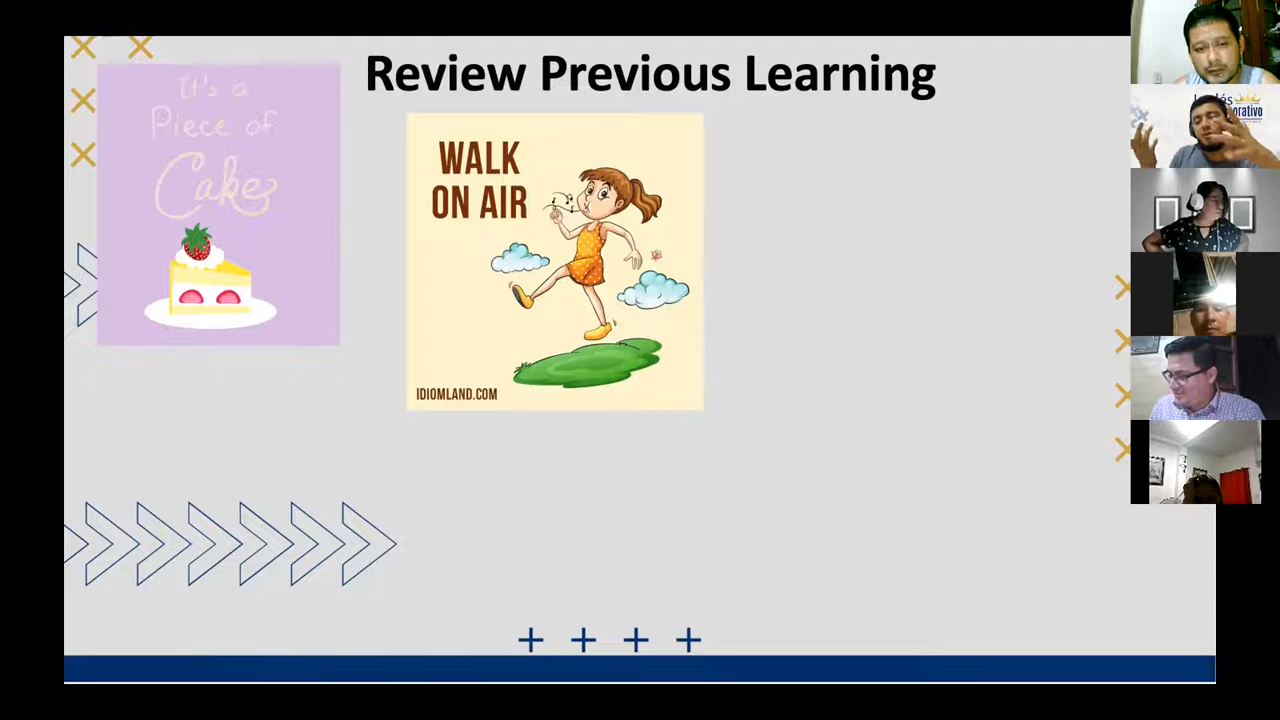 Review Previous Learning
It's a
Piece of
Cake
WALK
ON AIR
IDIOMLAND.COM